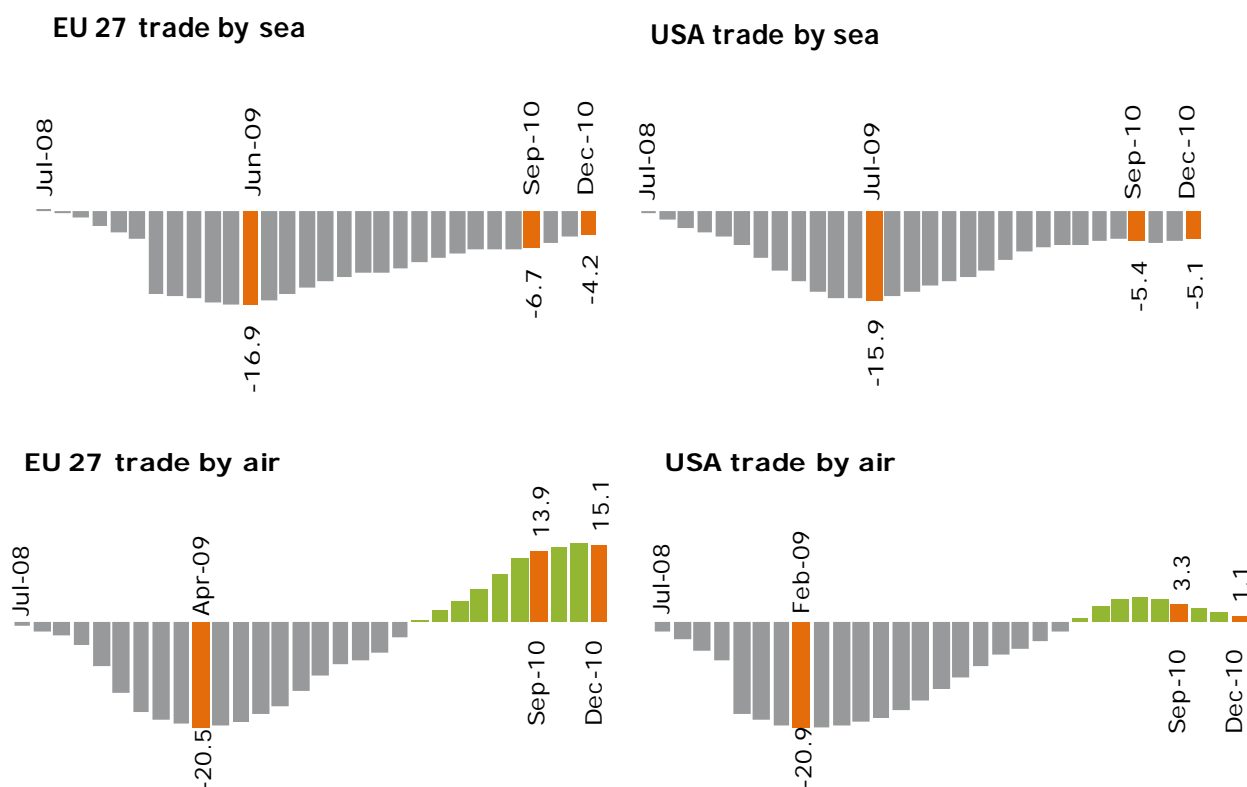 EU 27 trade by sea
Jul-08
Jun-09
Sep-10
Dec-10
-16.9
-6.7
-4.2
USA trade by sea
Jul-08
Jul-09
Sep-10
Dec-10
-15.9
-5.4
-5.1
EU 27 trade by air
Jul-08
Apr-09
13.9
15.1
-20.5
Sep-10
Dec-10
USA trade by air
Jul-08
Feb-09
3.3
1.1
-20.9
Sep-10
Dec-10